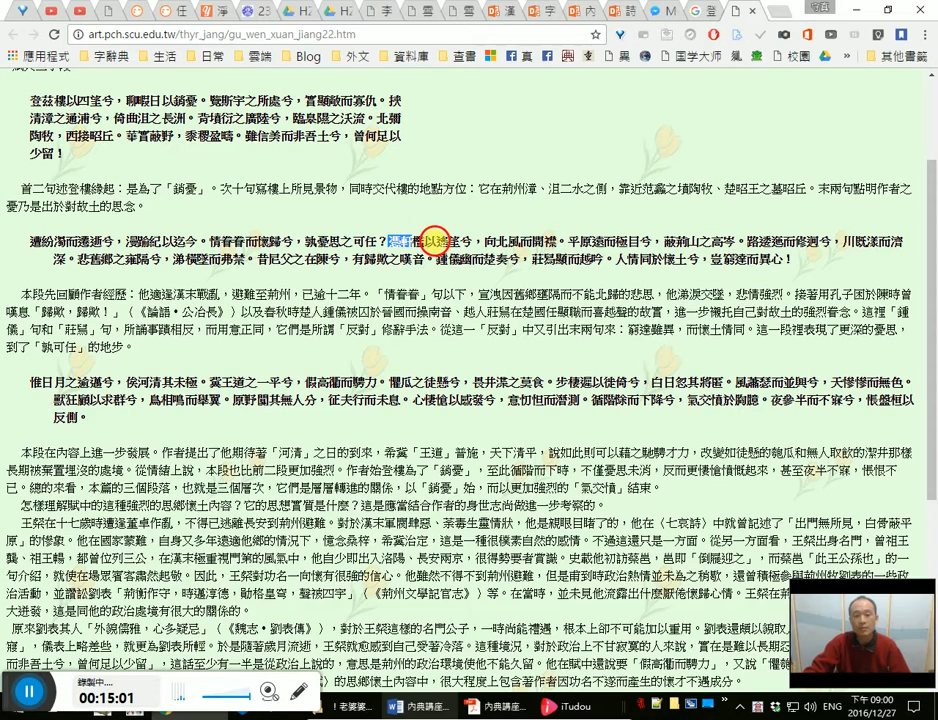 art.pch.scu.edu.tw/thyr_jang/gu_wen_xuan_jiang22.htm
應用程式 字辭典 生活 日常 雲端 Blog 外文 資料庫 查書 真 典 異 国学大师 校園 其他書籤
登茲樓以四望兮，聊暇日以銷憂。覽斯宇之所處兮，實顯敞而寡仇。挾
清漳之通浦兮，倚曲沮之長洲。背墳衍之廣陸兮，臨皋隰之沃流。北彌
陶牧，西接昭丘。華實蔽野，黍稷盈疇。雖信美而非吾土兮，曾何足以
少留！
首二句述登樓緣起：是為了「銷憂」。次十句寫樓上所見景物，同時交代樓的地點方位：它在荊州漳、沮二水之側，靠近范蠡之墳陶牧、楚昭王之墓昭丘。末兩句點明作者之
憂乃是出於對故土的思念。
遭紛濁而遷逝兮，漫踰紀以迄今。情眷眷而懷歸兮，孰憂思之可任？憑軒檻以遙望兮，向北風而開襟。平原遠而極目兮，蔽荊山之高岑。路逶迤而修迥兮，川既漾而濟
深。悲舊鄉之壅隔兮，涕橫墜而弗禁。昔尼父之在陳兮，有歸歟之嘆音。鍾儀幽而楚奏兮，莊舄顯而越吟。人情同於懷土兮，豈窮達而異心！
本段先回顧作者經歷：他適逢漢末戰亂，避難至荊州，已逾十二年。「情眷眷」句以下，宣洩因舊鄉壅隔而不能北歸的悲思，他涕淚交墜，悲情強烈。接著用孔子困於陳時曾
嘆息「歸歟，歸歟！」（《論語•公冶長》）以及春秋時楚人鍾儀被囚於晉國而操南音、越人莊舄在楚國任顯職而喜越聲的故實，進一步襯托自己對故土的強烈眷念。這裡「鍾
儀」句和「莊舄」句，所誦事蹟相反，而用意正同，它們是所謂「反對」修辭手法。從這一「反對」中又引出末兩句來：窮達雖異，而懷土情同。這一段裡表現了更深的憂思，
到了「孰可任」的地步。
惟日月之逾邁兮，俟河清其未極。冀王道之一平兮，假高衢而騁力。懼匏瓜之徒懸兮，畏井渫之莫食。步棲遲以徙倚兮，白日忽其將匿。風蕭瑟而並興兮，天慘慘而無色。
獸狂顧以求群兮，鳥相鳴而舉翼。原野闃其無人兮，征夫行而未息。心悽愴以感發兮，意忉怛而潛測。循階除而下降兮，氣交憤於胸臆。夜參半而不寐兮，悵盤桓以
反側。
本段在內容上進一步發展。作者提出了他期待著「河清」之日的到來，希冀「王道」普施，天下清平，說如此則可以藉之馳騁才力，改變如徒懸的匏瓜和無人取飲的潔井那樣
長期被棄置埋沒的處境。從情緒上說，本段也比前二段更加強烈。作者始登樓為了「銷憂」，至此循階而下時，不僅憂思未消，反而更悽愴憤慨起來，甚至夜半不寐，悵恨不
已。總的來看，本篇的三個段落，也就是三個層次，它們是層層轉進的關係，以「銷憂」始，而以更加強烈的「氣交憤」結束。
怎樣理解賦中的這種強烈的思鄉懷土內容？它的思想實質是什麼？這是應當結合作者的身世志尚做進一步考察的。
王粲在十七歲時遭逢董卓作亂，不得已逃離長安到荊州避難。對於漢末軍閥肆惡、荼毒生靈情狀，他是親眼目睹了的，他在〈七哀詩〉中就曾記述了「出門無所見，白骨蔽平
原」的慘象。他在國家蒙難，自身又多年遠適他鄉的情況下，憶念桑梓，希冀治定，這是一種很樸素自然的感情。不過這還只是一方面。從另一方面看，王粲出身名門，曾祖王
龔、祖王暢，都曾位列三公，在漢末極重視門第的風氣中，他自少即出入洛陽、長安兩京，很得勢要者賞識。史載他初訪蔡邕，邕即「倒屣迎之」，而蔡邕「此王公孫也」的一
句介紹，就使在場眾賓客肅然起敬。因此，王粲對功名一向懷有很強的信心。他雖然不得不到荊州避難，但是甫到時政治熱情並未為之稍歇，還曾積極參與荊州牧劉表的一些政
治活動，並讚訟劉表「荊衡作守，時邁淳德，勛格皇穹，聲被四宇」（《荊州文學記官志》）等。在當時，並未見他流露出什麼厭倦懷歸心情。王粲在荊
大迸發，這是同他的政治處境有很大的關係的。
原來劉表其人「外貌儒雅，心多疑忌」（《魏志•劉表傳》），對於王粲這樣的名門公子，一時尚能禮遇，根本上卻不可能加以重用。劉表還頗以貌取人
寢」，儀表上略差些，就更為劉表所輕。於是隨著歲月流逝，王粲就愈感到自己受著冷落。這種境況，對於政治上不甘寂寞的人來說，實在是難以長期忍
而非吾土兮，曾何足以少留！」，這話至少有一半是從政治上說的，意思是荊州的政治環境使他不能久留。他在賦中還說要「假高衢而騁力」，又說「懼匏
的思鄉懷土內容中，很大程度上包含著作者因功名不遂而產生的懷才不遇成分。
錄製中....
00:15:01
！老婆婆... 內典講座... 內典講座... iTudou
ENG
下午 09:00
2016/12/27